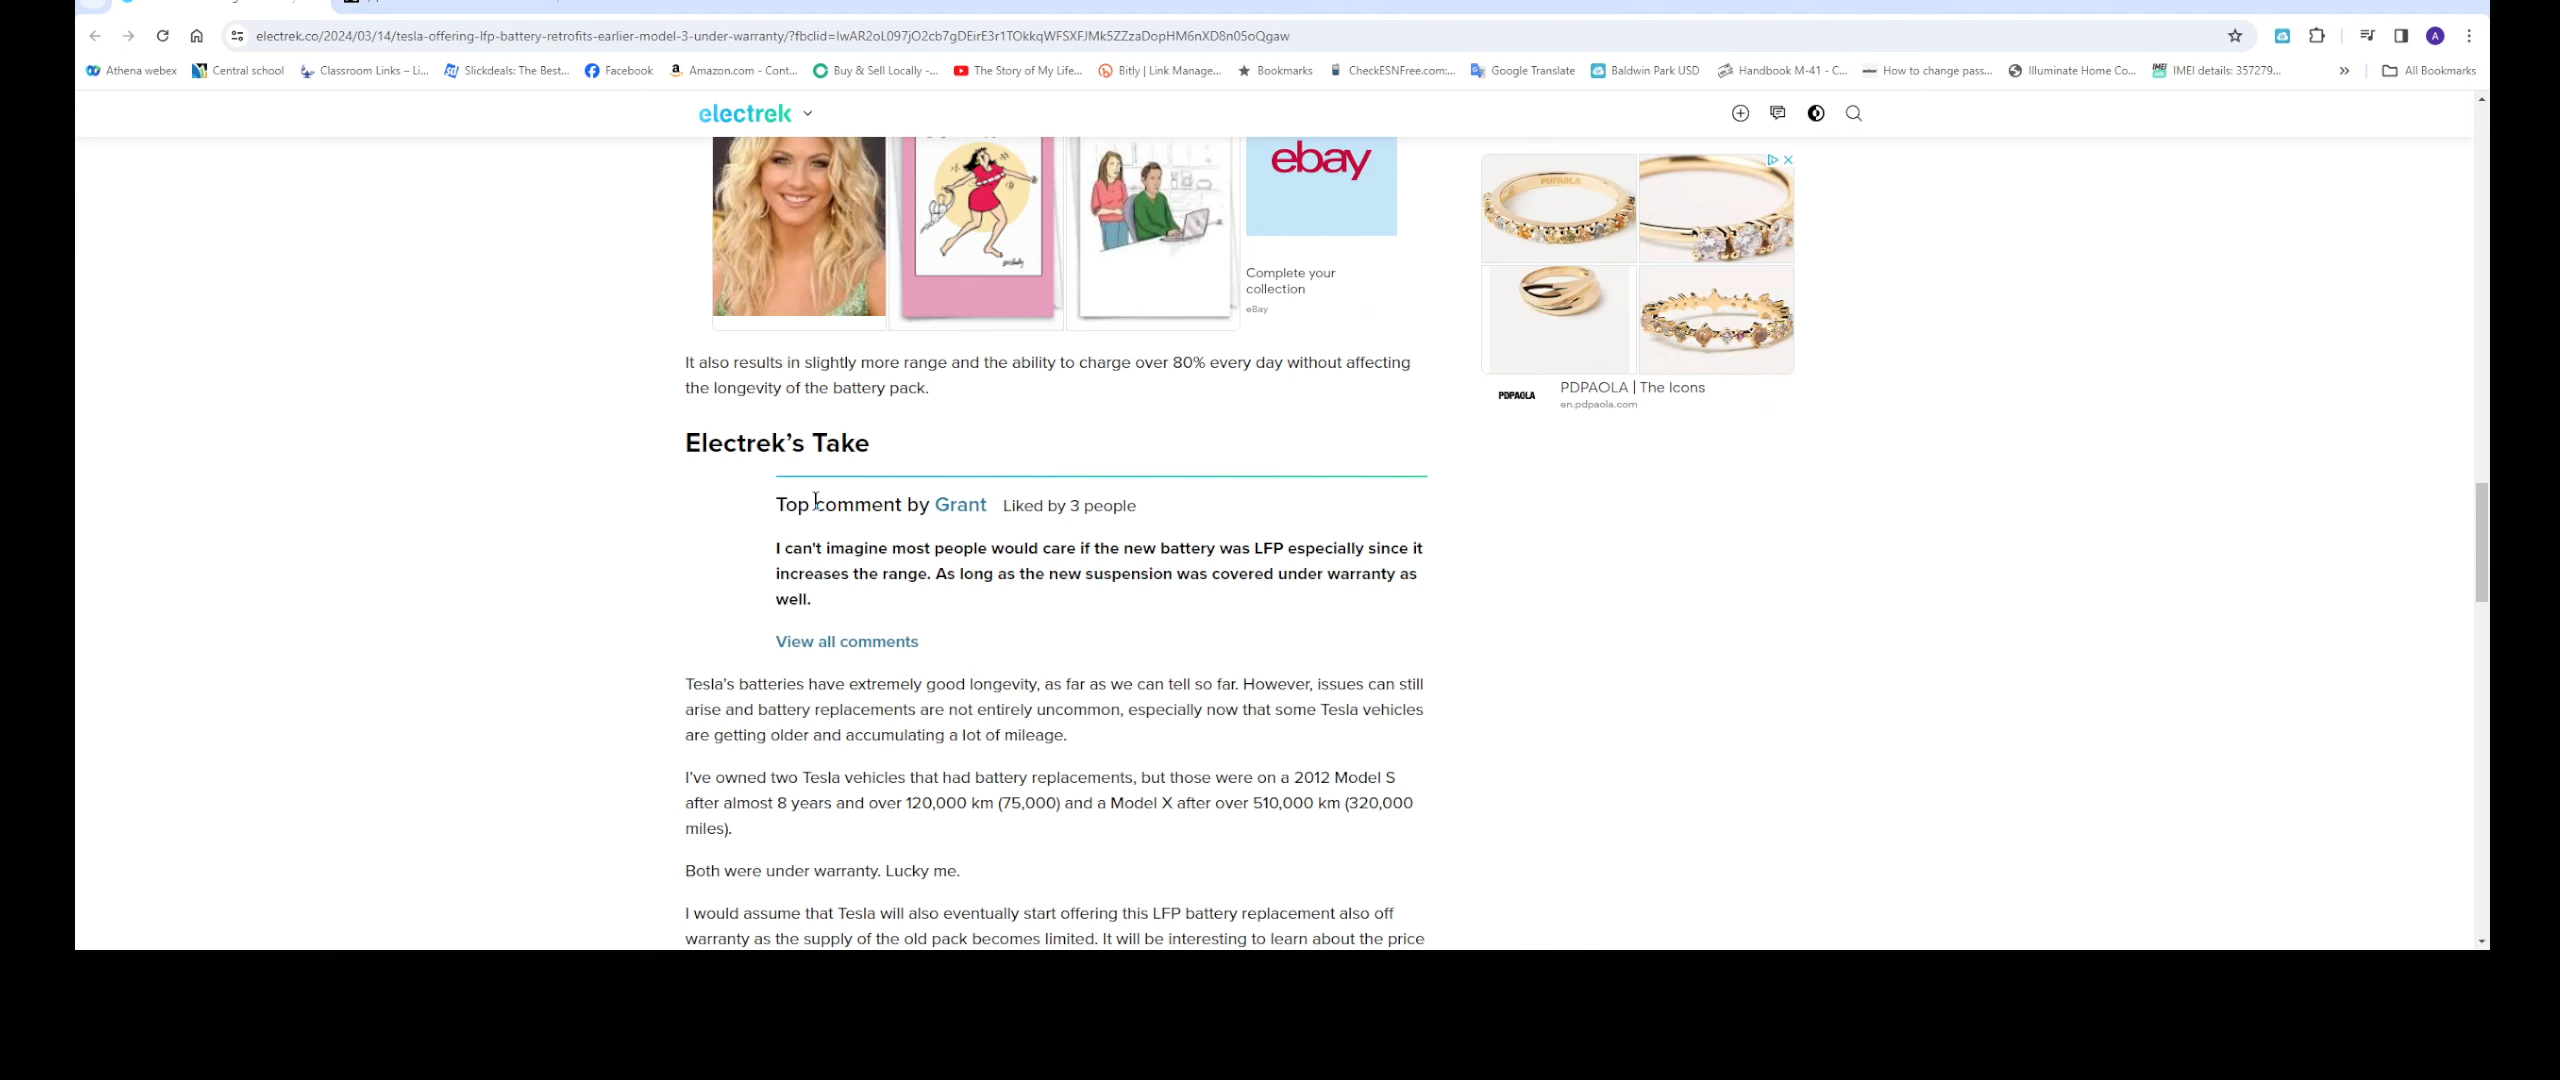 electrek.co/2024/03/14/tesla-offering-lfp-battery-retrofits-earlier-model-3-under-warranty/?fbclid=IwAR2oL097jO2cb7gDEirE3r1TOkkqWFSXFJMk5ZZzaDopHM6nXD8n05oQgaw
A
Athena webex Central school Classroom Links – Li... Slickdeals: The Best... Facebook Amazon.com - Cont... Buy & Sell Locally -... The Story of My Life... Bitly | Link Manage... Bookmarks CheckESNFree.com:... Google Translate Baldwin Park USD Handbook M-41 - C... How to change pass... Illuminate Home Co... IMEI details: 357279... » All Bookmarks
electrek
ebay
PDPAOLA
Complete your
collection
eBay
PDPAOLA PDPAOLA | The Icons
en.pdpaola.com
It also results in slightly more range and the ability to charge over 80% every day without affecting
the longevity of the battery pack.
Electrek’s Take
Top comment by Grant Liked by 3 people
I can't imagine most people would care if the new battery was LFP especially since it
increases the range. As long as the new suspension was covered under warranty as
well.
View all comments
Tesla’s batteries have extremely good longevity, as far as we can tell so far. However, issues can still
arise and battery replacements are not entirely uncommon, especially now that some Tesla vehicles
are getting older and accumulating a lot of mileage.
I’ve owned two Tesla vehicles that had battery replacements, but those were on a 2012 Model S
after almost 8 years and over 120,000 km (75,000) and a Model X after over 510,000 km (320,000
miles).
Both were under warranty. Lucky me.
I would assume that Tesla will also eventually start offering this LFP battery replacement also off
warranty as the supply of the old pack becomes limited. It will be interesting to learn about the price